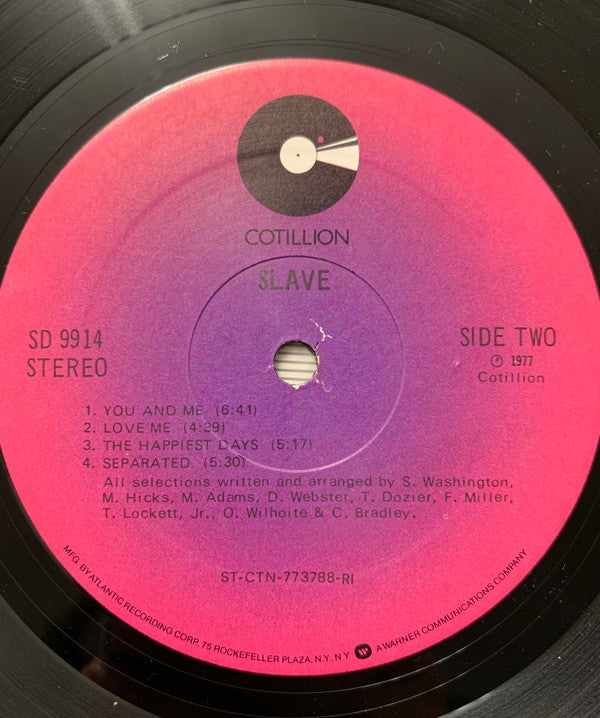 COTILLION
SLAVE
SD 9914
STEREO
SIDE TWO
℗ 1977
Cotillion
1. YOU AND ME (6:41)
2. LOVE ME (4:39)
3. THE HAPPIEST DAYS (5:17)
4. SEPARATED (5:30)
All selections written and arranged by S. Washington,
M. Hicks, M. Adams, D. Webster, T. Dozier, F. Miller,
T. Lockett, Jr., O. Wilhoite & C. Bradley.
ST-CTN-773788-RI
MFG. BY ATLANTIC RECORDING CORP. 75 ROCKEFELLER PLAZA, N.Y., N.Y. W A WARNER COMMUNICATIONS COMPANY